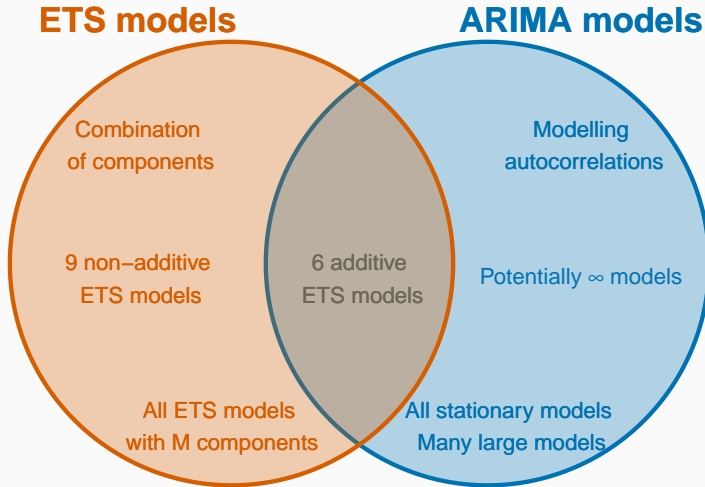 ETS models
ARIMA models
Combination
of components
Modelling
autocorrelations
9 non−additive
ETS models
6 additive
ETS models
Potentially ∞ models
All ETS models
with M components
All stationary models
Many large models